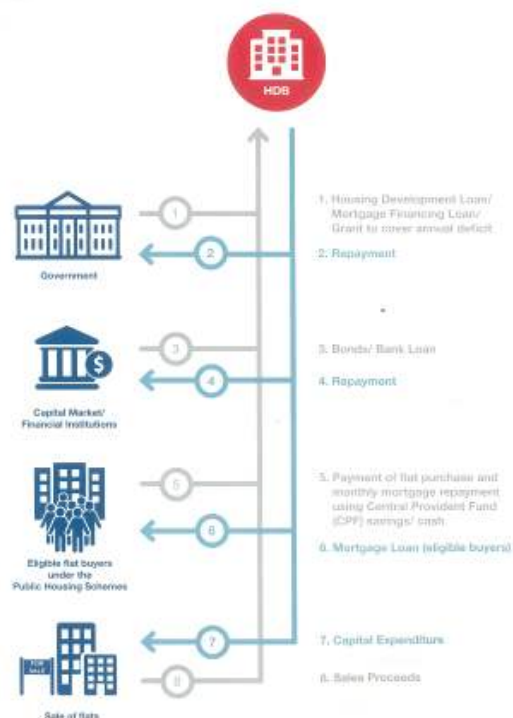 HDB
1
1. Housing Development Loan/
Mortgage Financing Loan/
Grant to cover annual deficit
2
2. Repayment
Government
3
3. Bonds/ Bank Loan
4
4. Repayment
Capital Market/
Financial Institutions
$
5
5. Payment of flat purchase and
monthly mortgage repayment
using Central Provident Fund
(CPF) savings/ cash
6
6. Mortgage Loan (eligible buyers)
Eligible flat buyers
under the
Public Housing Schemes
7
7. Capital Expenditure
FOR
SALE
8
8. Sales Proceeds
Sale of flats